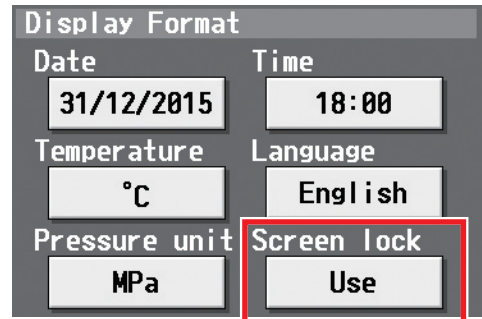 Display Format
Date Time
31/12/2015 18:00
Temperature Language
°C English
Pressure unit Screen lock
MPa Use